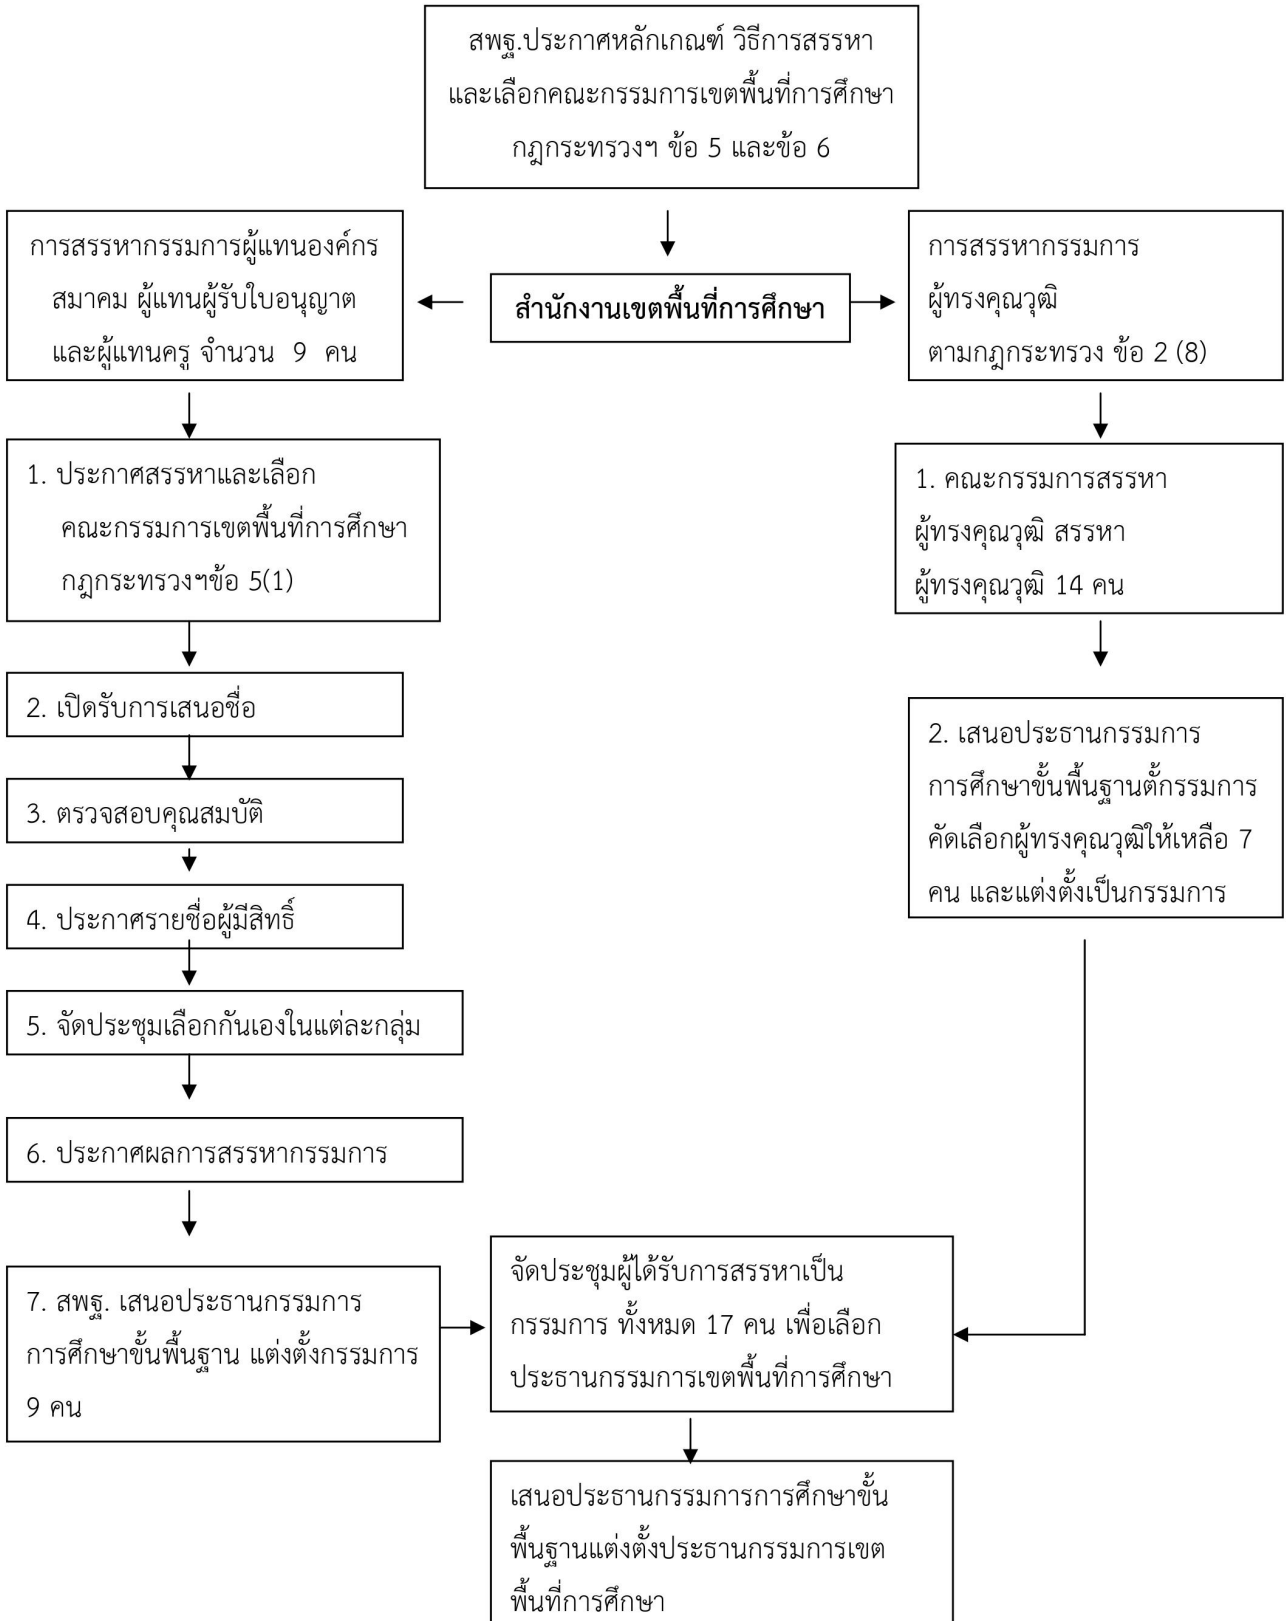 สพฐ.ประกาศหลักเกณฑ์ วิธีการสรรหา
และเลือกคณะกรรมการเขตพื้นที่การศึกษา
กฎกระทรวงฯ ข้อ 5 และข้อ 6
สำนักงานเขตพื้นที่การศึกษา
การสรรหากรรมการผู้แทนองค์กร
สมาคม ผู้แทนผู้รับใบอนุญาต
และผู้แทนครู จำนวน 9 คน
1. ประกาศสรรหาและเลือก
คณะกรรมการเขตพื้นที่การศึกษา
กฎกระทรวงฯข้อ 5(1)
2. เปิดรับการเสนอชื่อ
3. ตรวจสอบคุณสมบัติ
4. ประกาศรายชื่อผู้มีสิทธิ์
5. จัดประชุมเลือกกันเองในแต่ละกลุ่ม
6. ประกาศผลการสรรหากรรมการ
7. สพฐ. เสนอประธานกรรมการ
การศึกษาขั้นพื้นฐาน แต่งตั้งกรรมการ
9 คน
การสรรหากรรมการ
ผู้ทรงคุณวุฒิ
ตามกฎกระทรวง ข้อ 2 (8)
1. คณะกรรมการสรรหา
ผู้ทรงคุณวุฒิ สรรหา
ผู้ทรงคุณวุฒิ 14 คน
2. เสนอประธานกรรมการ
การศึกษาขั้นพื้นฐานตั้กรรมการ
คัดเลือกผู้ทรงคุณวุฒิให้เหลือ 7
คน และแต่งตั้งเป็นกรรมการ
จัดประชุมผู้ได้รับการสรรหาเป็น
กรรมการ ทั้งหมด 17 คน เพื่อเลือก
ประธานกรรมการเขตพื้นที่การศึกษา
เสนอประธานกรรมการการศึกษาขั้น
พื้นฐานแต่งตั้งประธานกรรมการเขต
พื้นที่การศึกษา